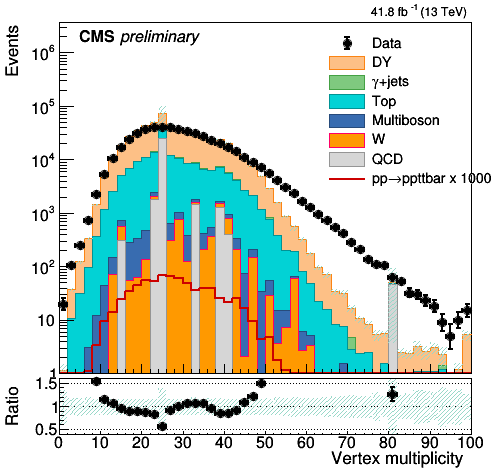 41.8 fb⁻¹ (13 TeV)
CMS preliminary
Events
10⁶
10⁵
10⁴
10³
10²
10
1
Data
DY
γ+jets
Top
Multiboson
W
QCD
pp→ppttbar x 1000
Ratio
1.5
1
0.5
0 10 20 30 40 50 60 70 80 90 100
Vertex multiplicity